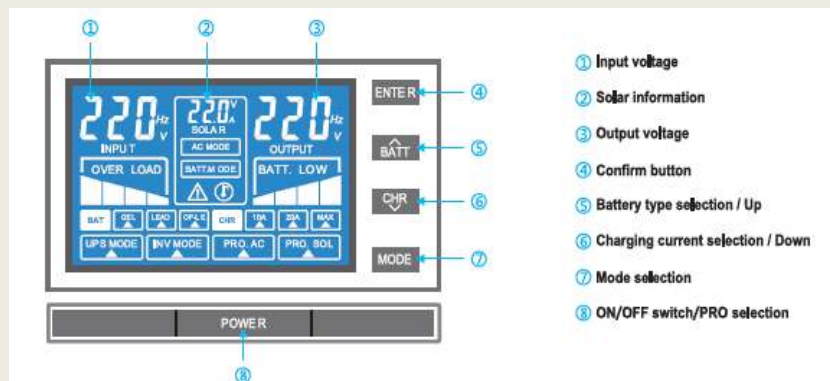 ① ② ③
220 Hz V
INPUT
22.0 V A
SOLAR
220 Hz V
OUTPUT
AC MODE
BATT.MODE
OVER LOAD
BATT. LOW
BAT GEL LEAD OP-LE CHR 10A 20A MAX
UPS MODE INV MODE PRO. AC PRO. SOL
ENTER ④
BATT ⑤
CHR ⑥
MODE ⑦
POWER
⑧
① Input voltage
② Solar information
③ Output voltage
④ Confirm button
⑤ Battery type selection / Up
⑥ Charging current selection / Down
⑦ Mode selection
⑧ ON/OFF switch/PRO selection